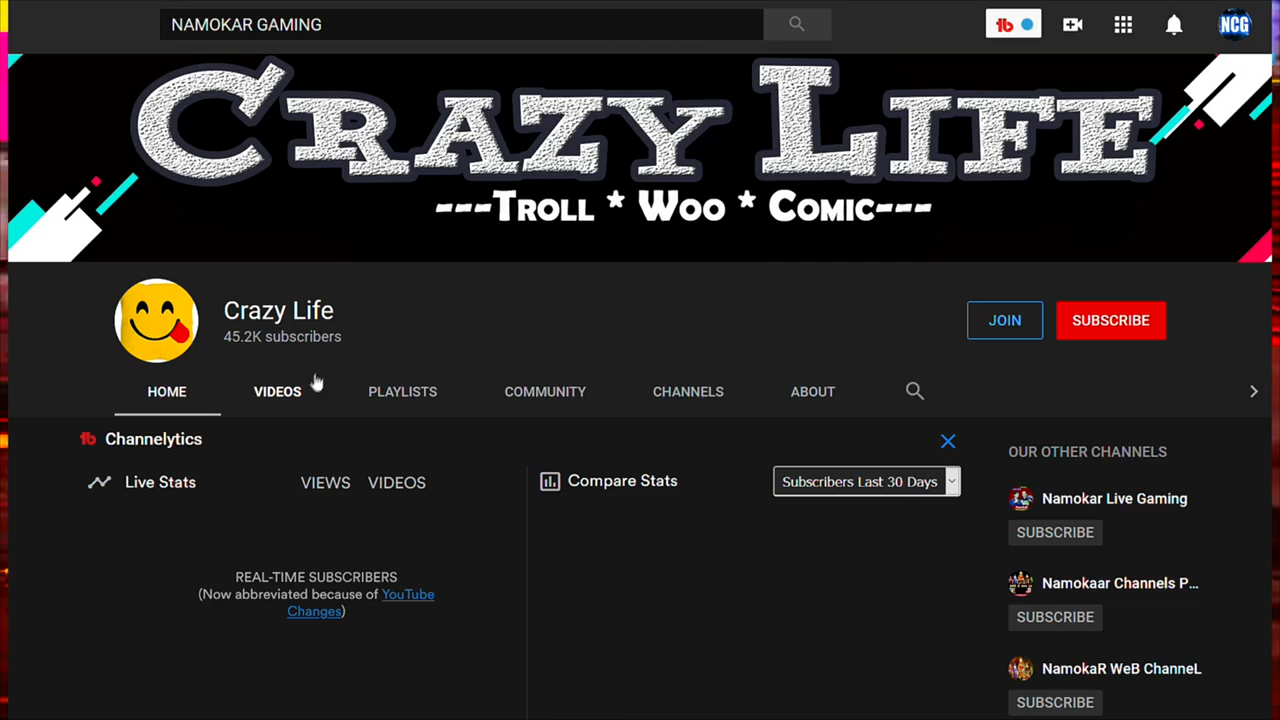 NAMOKAR GAMING
NCG
CRAZY LIFE
---TROLL * WOO * COMIC---
Crazy Life
45.2K subscribers
JOIN
SUBSCRIBE
HOME
VIDEOS
PLAYLISTS
COMMUNITY
CHANNELS
ABOUT
Channelytics
Live Stats
VIEWS
VIDEOS
REAL-TIME SUBSCRIBERS
(Now abbreviated because of YouTube
Changes)
Compare Stats
Subscribers Last 30 Days
OUR OTHER CHANNELS
Namokar Live Gaming
SUBSCRIBE
Namokaar Channels P...
SUBSCRIBE
NamokaR WeB ChanneL
SUBSCRIBE